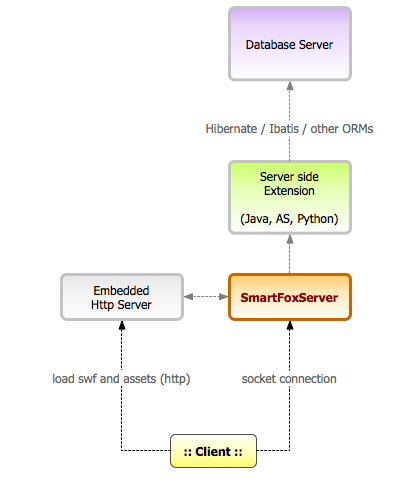 Database Server
Hibernate / Ibatis / other ORMs
Server side
Extension
(Java, AS, Python)
Embedded
Http Server
SmartFoxServer
load swf and assets (http)
socket connection
:: Client ::